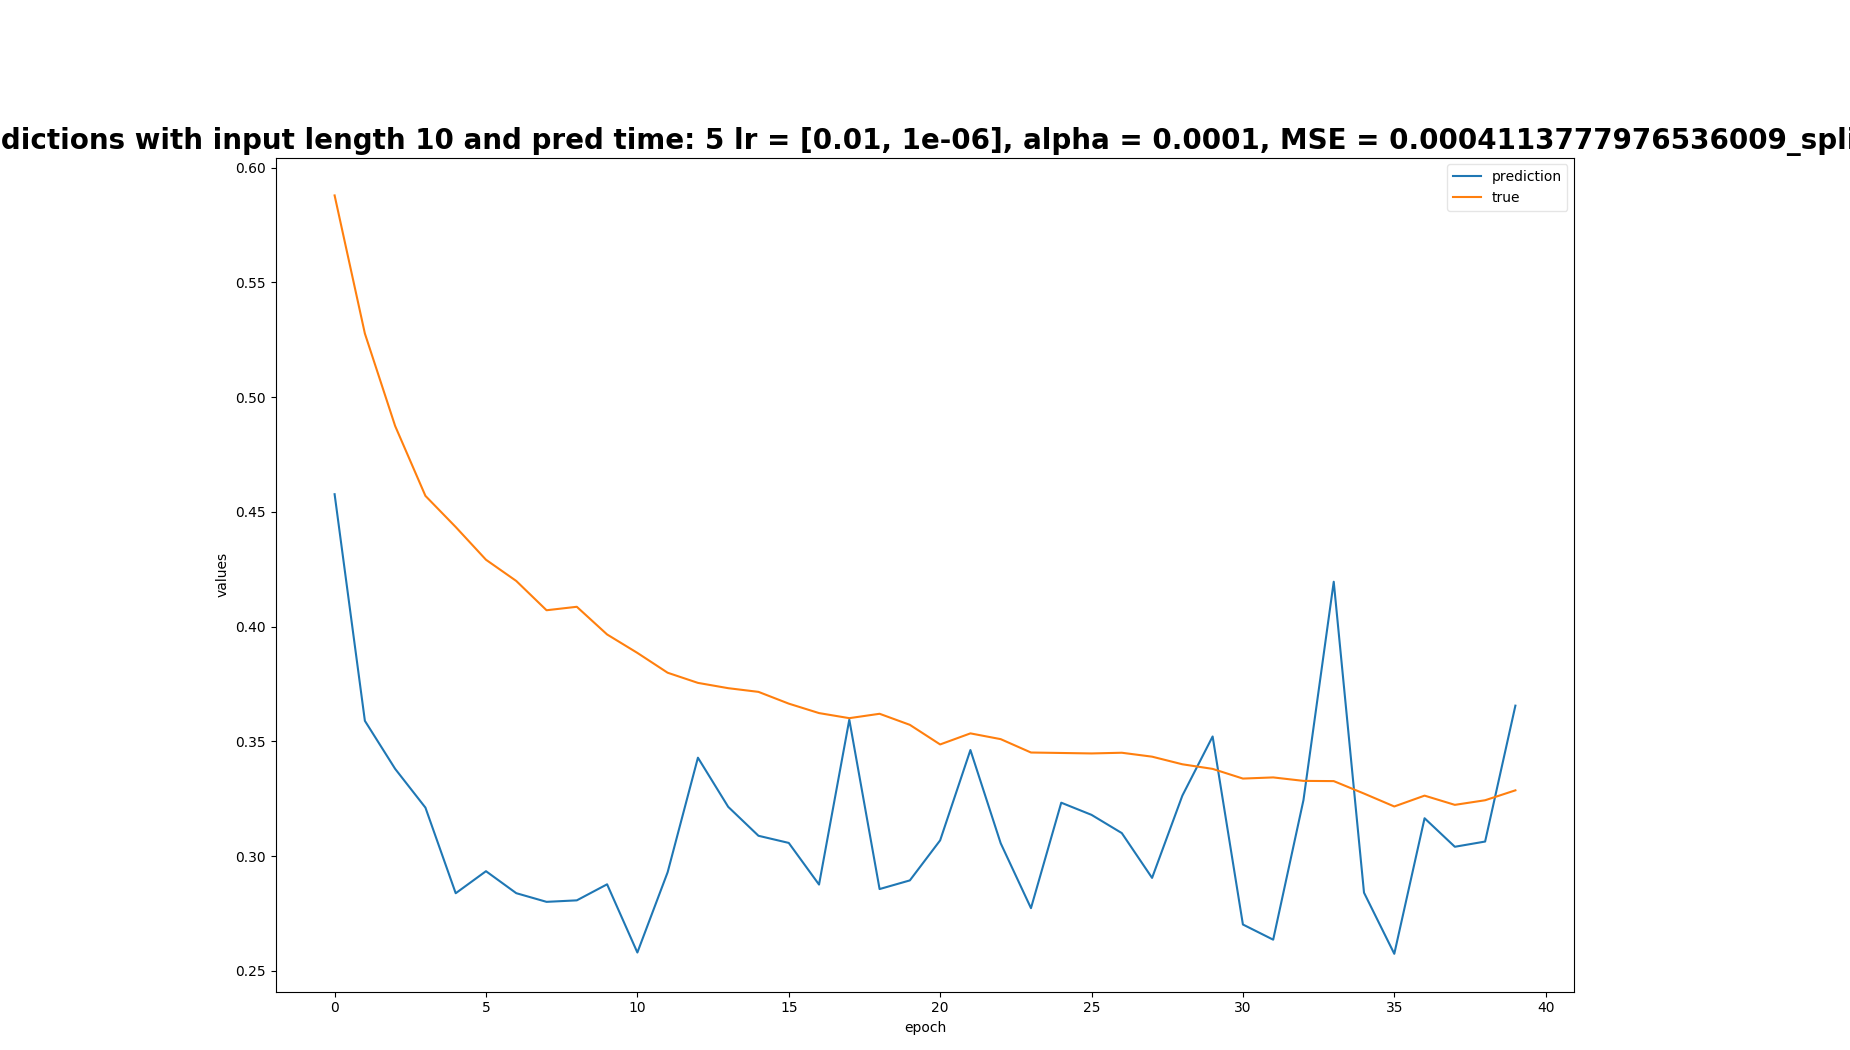 dictions with input length 10 and pred time: 5 lr = [0.01, 1e-06], alpha = 0.0001, MSE = 0.0004113777976536009_spli
prediction
true
0.60
0.55
0.50
0.45
0.40
0.35
0.30
0.25
values
0 5 10 15 20 25 30 35 40
epoch